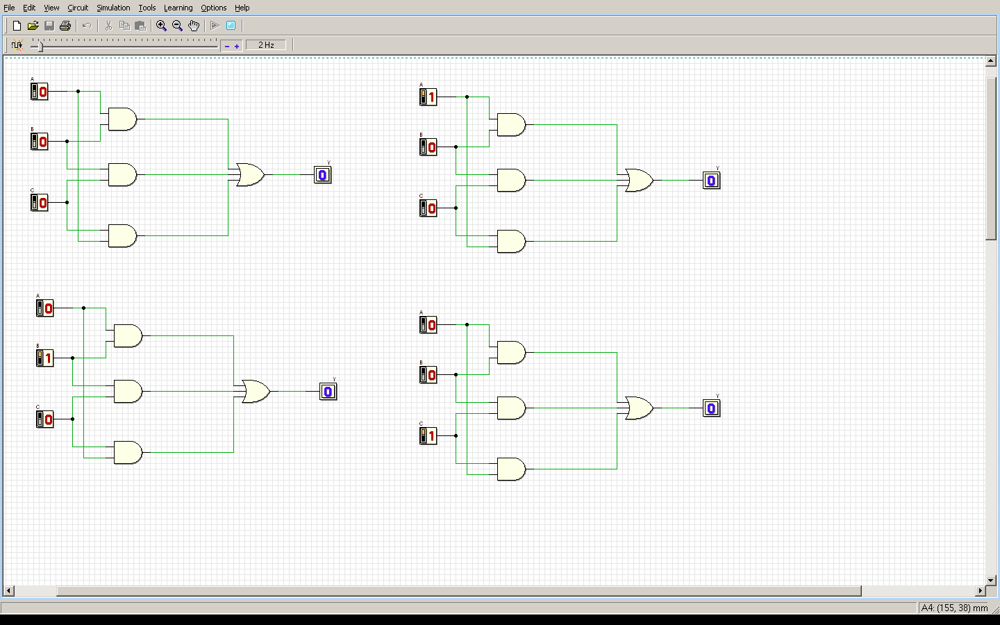 File Edit View Circuit Simulation Tools Learning Options Help
− + 2 Hz
A
0
B
0
C
0
Y
0
A
1
B
0
C
0
Y
0
A
0
B
1
C
0
Y
0
A
0
B
0
C
1
Y
0
A4: (155, 38) mm